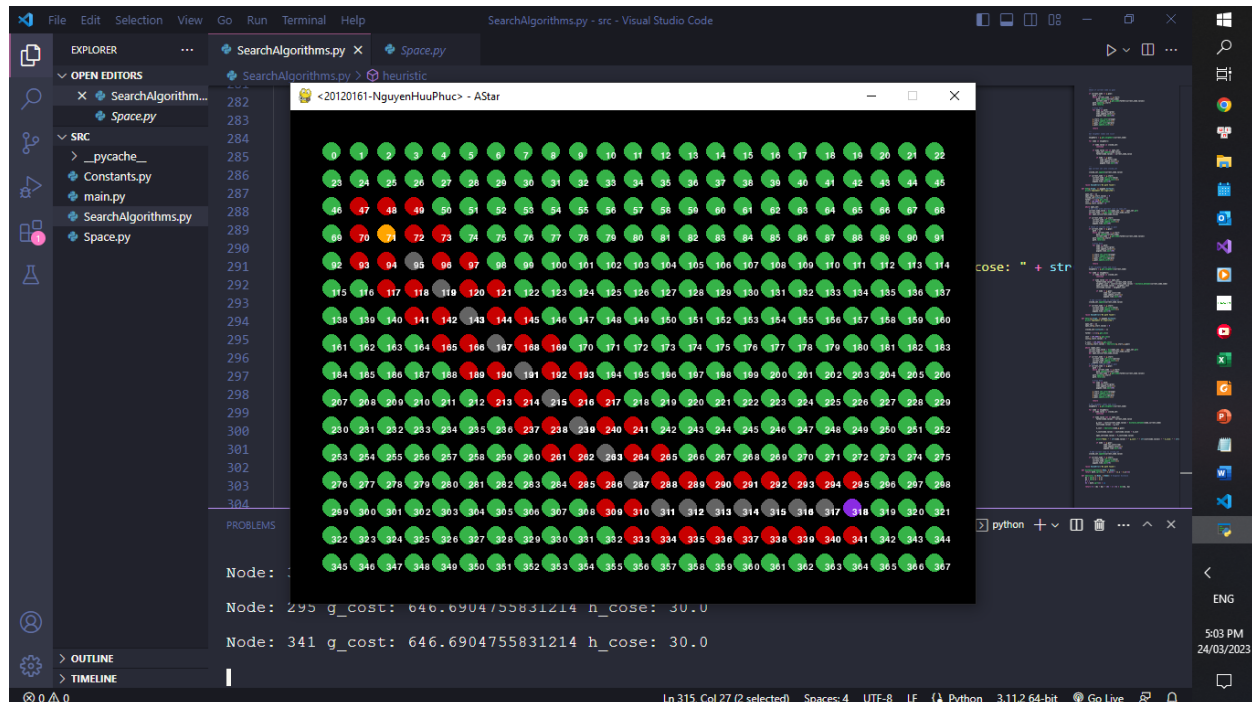 File Edit Selection View Go Run Terminal Help
SearchAlgorithms.py - src - Visual Studio Code
EXPLORER ...
SearchAlgorithms.py
Space.py
OPEN EDITORS
SearchAlgorithm...
Space.py
SRC
__pycache__
Constants.py
main.py
SearchAlgorithms.py
Space.py
SearchAlgorithms.py > heuristic
282
283
284
285
286
287
288
289
290
291
292
293
294
295
296
297
298
299
300
301
302
303
304
cose: " + str
<20120161-NguyenHuuPhuc> - AStar
0 1 2 3 4 5 6 7 8 9 10 11 12 13 14 15 16 17 18 19 20 21 22
23 24 25 26 27 28 29 30 31 32 33 34 35 36 37 38 39 40 41 42 43 44 45
46 47 48 49 50 51 52 53 54 55 56 57 58 59 60 61 62 63 64 65 66 67 68
69 70 71 72 73 74 75 76 77 78 79 80 81 82 83 84 85 86 87 88 89 90 91
92 93 94 95 96 97 98 99 100 101 102 103 104 105 106 107 108 109 110 111 112 113 114
115 116 117 118 119 120 121 122 123 124 125 126 127 128 129 130 131 132 133 134 135 136 137
138 139 140 141 142 143 144 145 146 147 148 149 150 151 152 153 154 155 156 157 158 159 160
161 162 163 164 165 166 167 168 169 170 171 172 173 174 175 176 177 178 179 180 181 182 183
184 185 186 187 188 189 190 191 192 193 194 195 196 197 198 199 200 201 202 203 204 205 206
207 208 209 210 211 212 213 214 215 216 217 218 219 220 221 222 223 224 225 226 227 228 229
230 231 232 233 234 235 236 237 238 239 240 241 242 243 244 245 246 247 248 249 250 251 252
253 254 255 256 257 258 259 260 261 262 263 264 265 266 267 268 269 270 271 272 273 274 275
276 277 278 279 280 281 282 283 284 285 286 287 288 289 290 291 292 293 294 295 296 297 298
299 300 301 302 303 304 305 306 307 308 309 310 311 312 313 314 315 316 317 318 319 320 321
322 323 324 325 326 327 328 329 330 331 332 333 334 335 336 337 338 339 340 341 342 343 344
345 346 347 348 349 350 351 352 353 354 355 356 357 358 359 360 361 362 363 364 365 366 367
PROBLEMS
python
Node:
Node: 295 g_cost: 646.6904755831214 h_cose: 30.0
Node: 341 g_cost: 646.6904755831214 h_cose: 30.0
OUTLINE
TIMELINE
0 0
Ln 315, Col 27 (2 selected) Spaces: 4 UTF-8 LF Python 3.11.2 64-bit Go Live
ENG
5:03 PM
24/03/2023